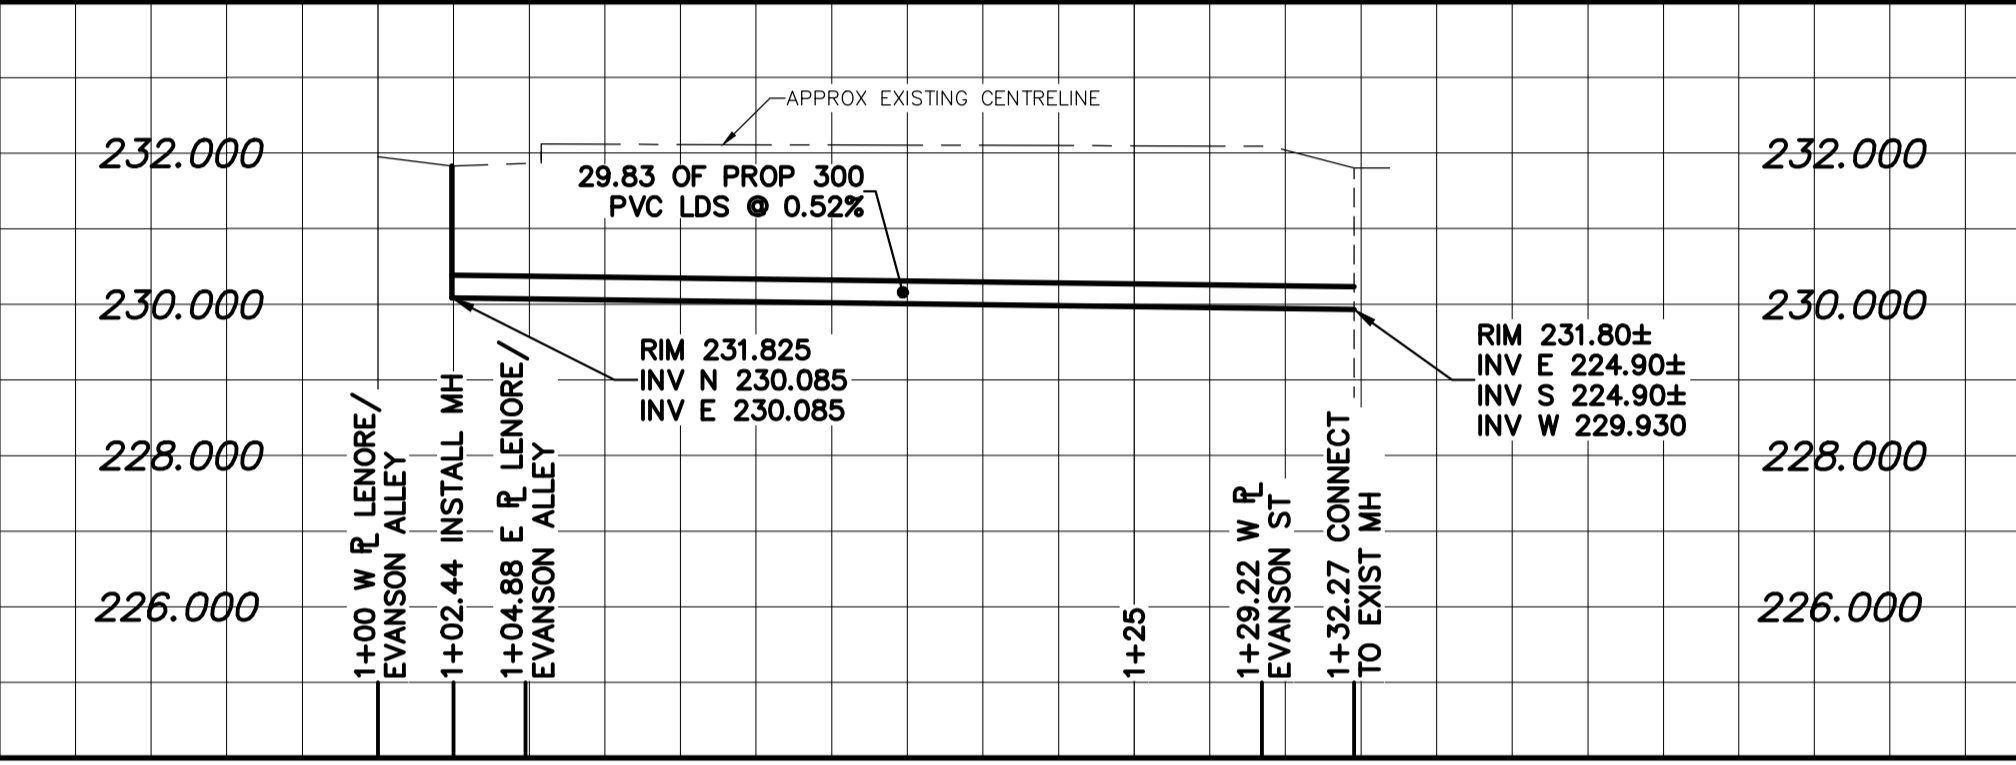 APPROX EXISTING CENTRELINE
232.000
232.000
29.83 OF PROP 300
PVC LDS @ 0.52%
230.000
230.000
RIM 231.825
INV N 230.085
INV E 230.085
RIM 231.80±
INV E 224.90±
INV S 224.90±
INV W 229.930
228.000
228.000
226.000
226.000
1+00 W ⅊ LENORE/
EVANSON ALLEY
1+02.44 INSTALL MH
1+04.88 E ⅊ LENORE/
EVANSON ALLEY
1+25
1+29.22 W ⅊
EVANSON ST
1+32.27 CONNECT
TO EXIST MH